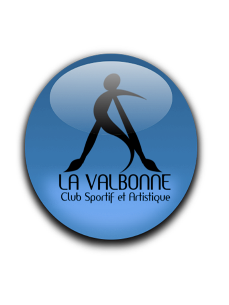 LA VALBONNE
Club Sportif et Artistique